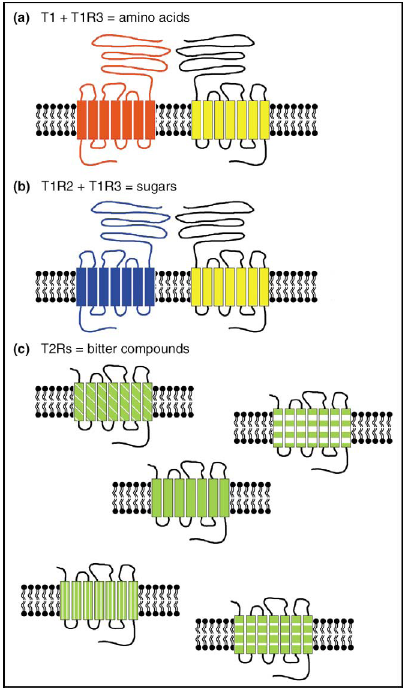 (a) T1 + T1R3 = amino acids
(b) T1R2 + T1R3 = sugars
(c) T2Rs = bitter compounds